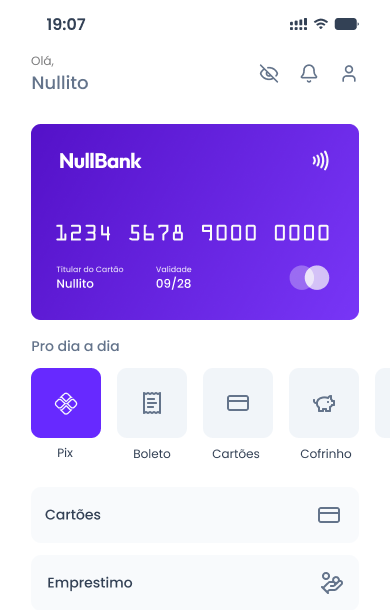 19:07
Olá,
Nullito
NullBank
1234 5678 9000 0000
Titular do Cartão Validade
Nullito 09/28
Pro dia a dia
Pix Boleto Cartões Cofrinho
Cartões
Emprestimo